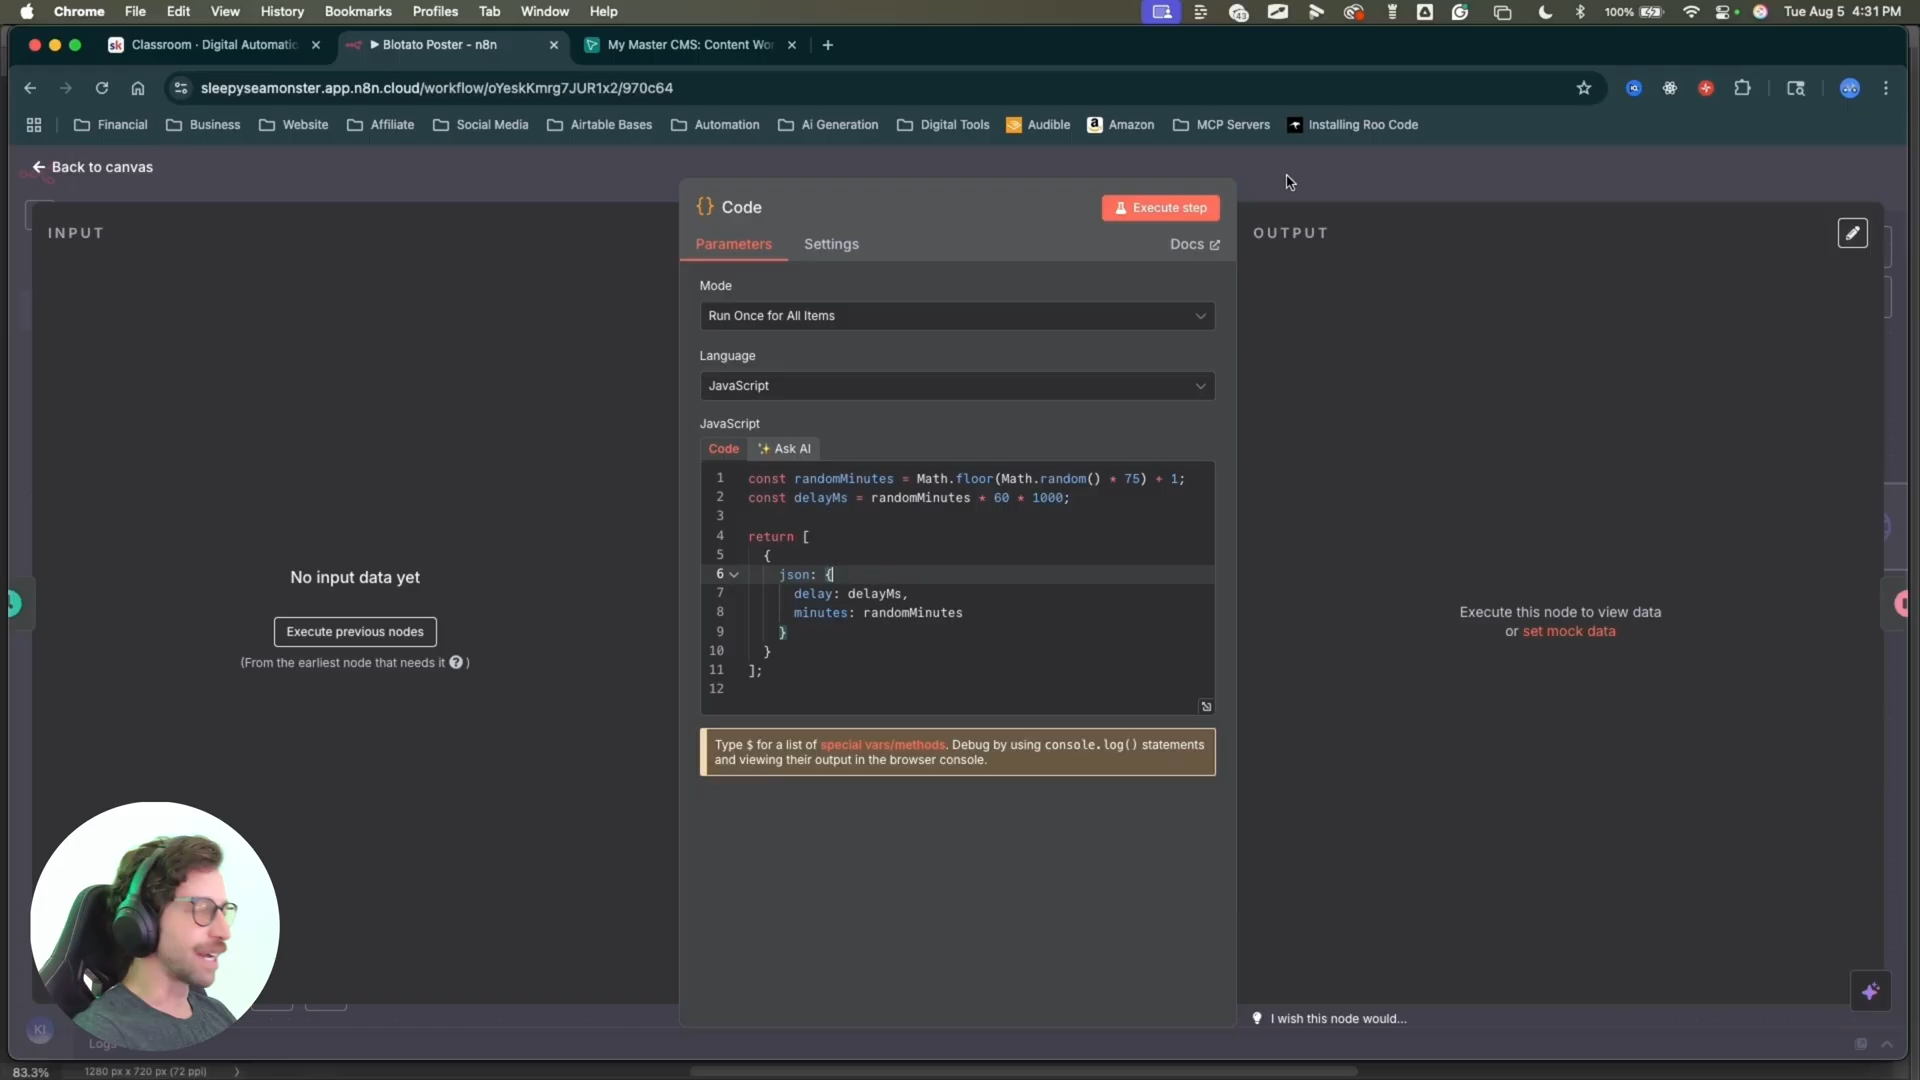 Chrome File Edit View History Bookmarks Profiles Tab Window Help
43 100% Tue Aug 5 4:31 PM
sk Classroom · Digital Automatic
▶ Blotato Poster - n8n
My Master CMS: Content Wor
sleepyseamonster.app.n8n.cloud/workflow/oYeskKmrg7JUR1x2/970c64
Financial Business Website Affiliate Social Media Airtable Bases Automation Ai Generation Digital Tools Audible Amazon MCP Servers Installing Roo Code
Back to canvas
INPUT
No input data yet
Execute previous nodes
(From the earliest node that needs it ? )
{} Code
Execute step
Parameters Settings Docs
Mode
Run Once for All Items
Language
JavaScript
JavaScript
Code Ask AI
1 const randomMinutes = Math.floor(Math.random() * 75) + 1;
2 const delayMs = randomMinutes * 60 * 1000;
3
4 return [
5 {
6 json: {
7 delay: delayMs,
8 minutes: randomMinutes
9 }
10 }
11 ];
12
Type $ for a list of special vars/methods. Debug by using console.log() statements
and viewing their output in the browser console.
OUTPUT
Execute this node to view data
or set mock data
I wish this node would...
KI
Logs
83.3% 1280 px x 720 px (72 ppi)